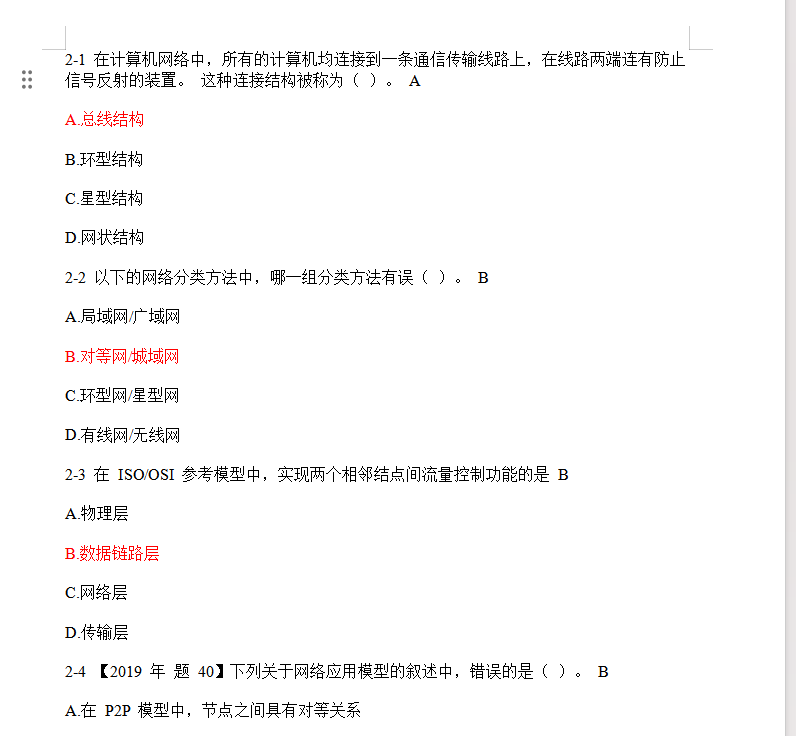 2-1 在计算机网络中，所有的计算机均连接到一条通信传输线路上，在线路两端连有防止
信号反射的装置。 这种连接结构被称为（ ）。 A
A.总线结构
B.环型结构
C.星型结构
D.网状结构
2-2 以下的网络分类方法中，哪一组分类方法有误（ ）。 B
A.局域网/广域网
B.对等网/城域网
C.环型网/星型网
D.有线网/无线网
2-3 在 ISO/OSI 参考模型中，实现两个相邻结点间流量控制功能的是 B
A.物理层
B.数据链路层
C.网络层
D.传输层
2-4 【2019 年 题 40】下列关于网络应用模型的叙述中，错误的是（ ）。 B
A.在 P2P 模型中，节点之间具有对等关系